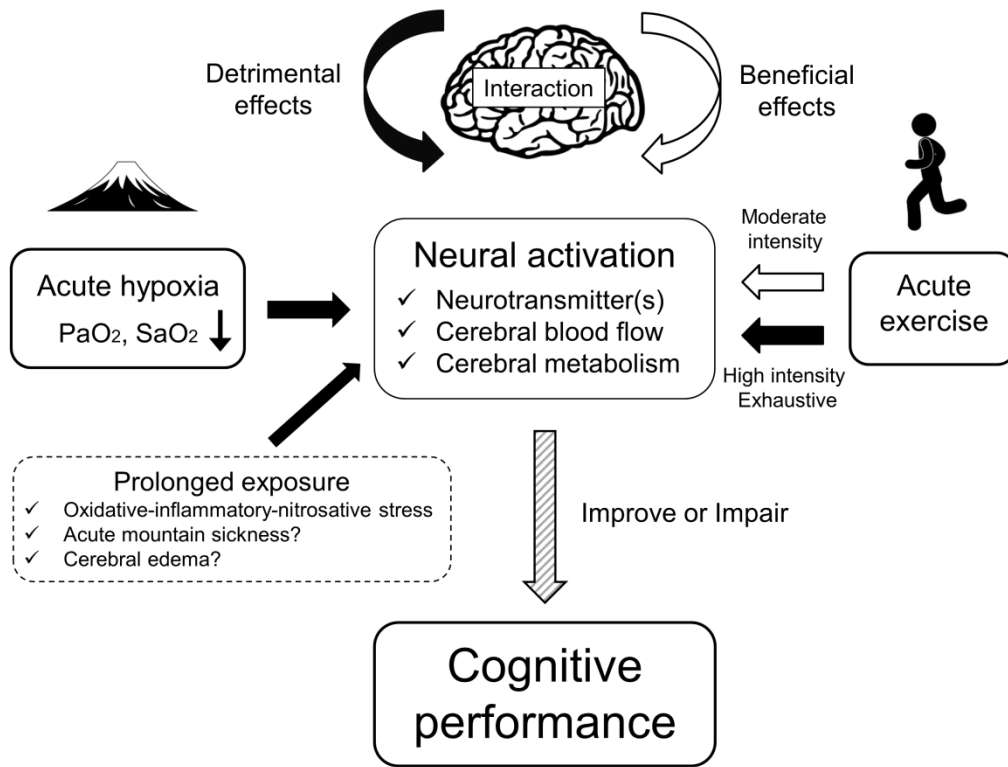 Detrimental
effects
Interaction
Beneficial
effects
Acute hypoxia
PaO2, SaO2
Neural activation
✓ Neurotransmitter(s)
✓ Cerebral blood flow
✓ Cerebral metabolism
Moderate
intensity
High intensity
Exhaustive
Acute
exercise
Prolonged exposure
✓ Oxidative-inflammatory-nitrosative stress
✓ Acute mountain sickness?
✓ Cerebral edema?
Improve or Impair
Cognitive
performance